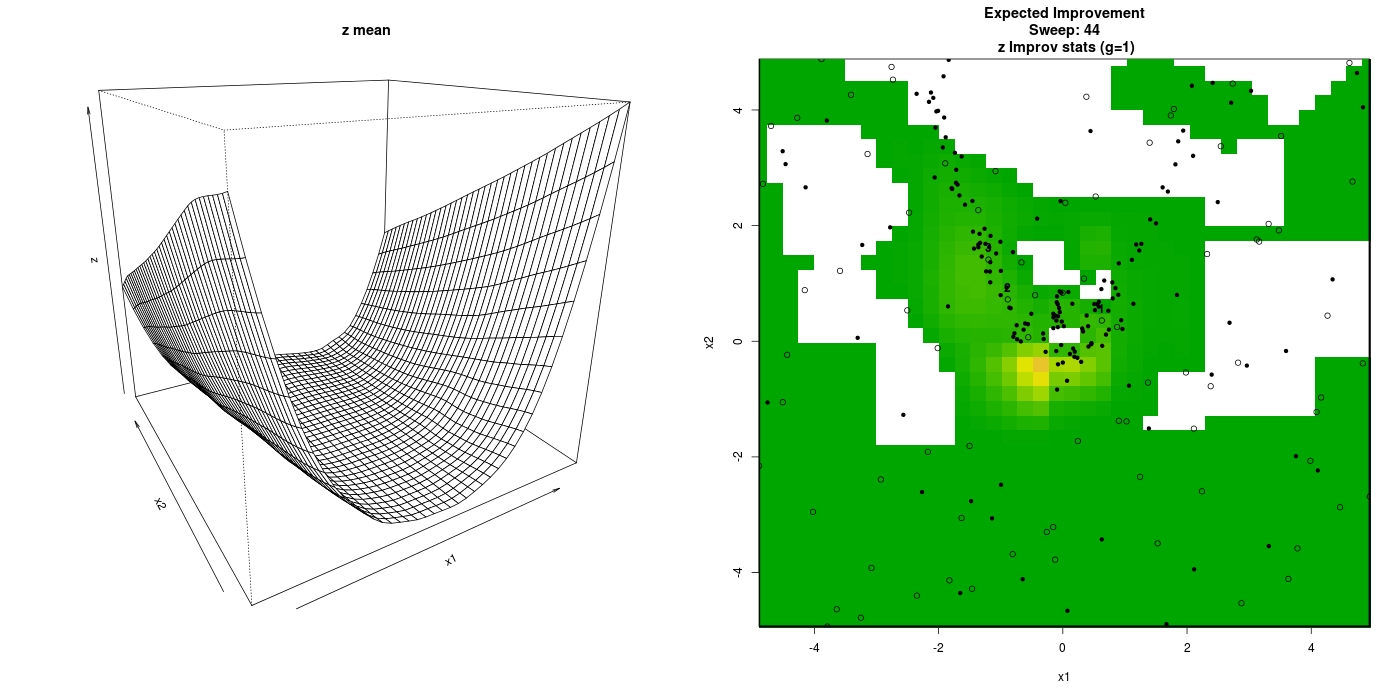 z mean
z
x2
x1
Expected Improvement
Sweep: 44
z Improv stats (g=1)
x2
4
2
0
-2
-4
-4
-2
0
2
4
x1